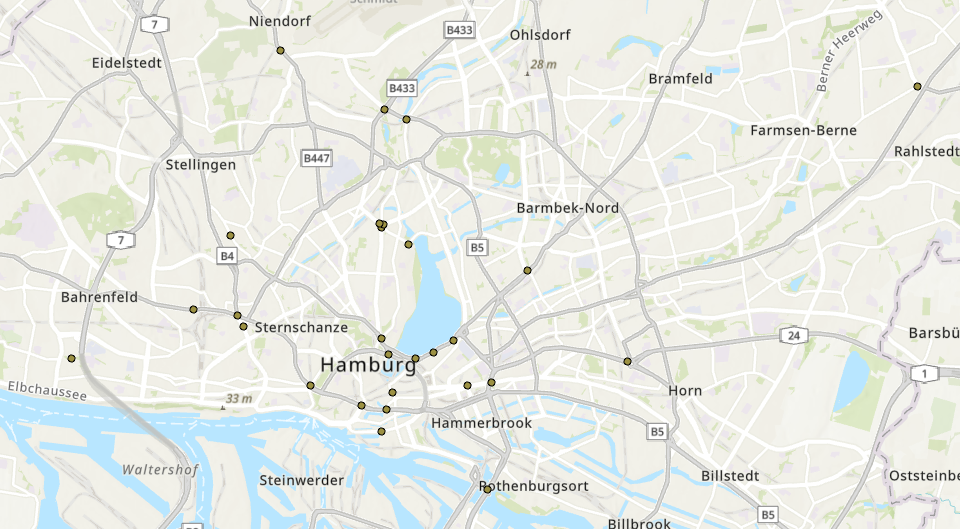 Schmidt
Niendorf
7
B433
Ohlsdorf
Berner Heerweg
Eidelstedt
28 m
Bramfeld
B433
Farmsen-Berne
Stellingen
B447
Rahlstedt
Barmbek-Nord
7
B4
B5
Bahrenfeld
Sternschanze
24
Barsbü
Hamburg
1
Elbchaussee
33 m
Horn
Hammerbrook
B5
Waltershof
Steinwerder
Billstedt
Oststeinbe
Rothenburgsort
B5
Billbrook